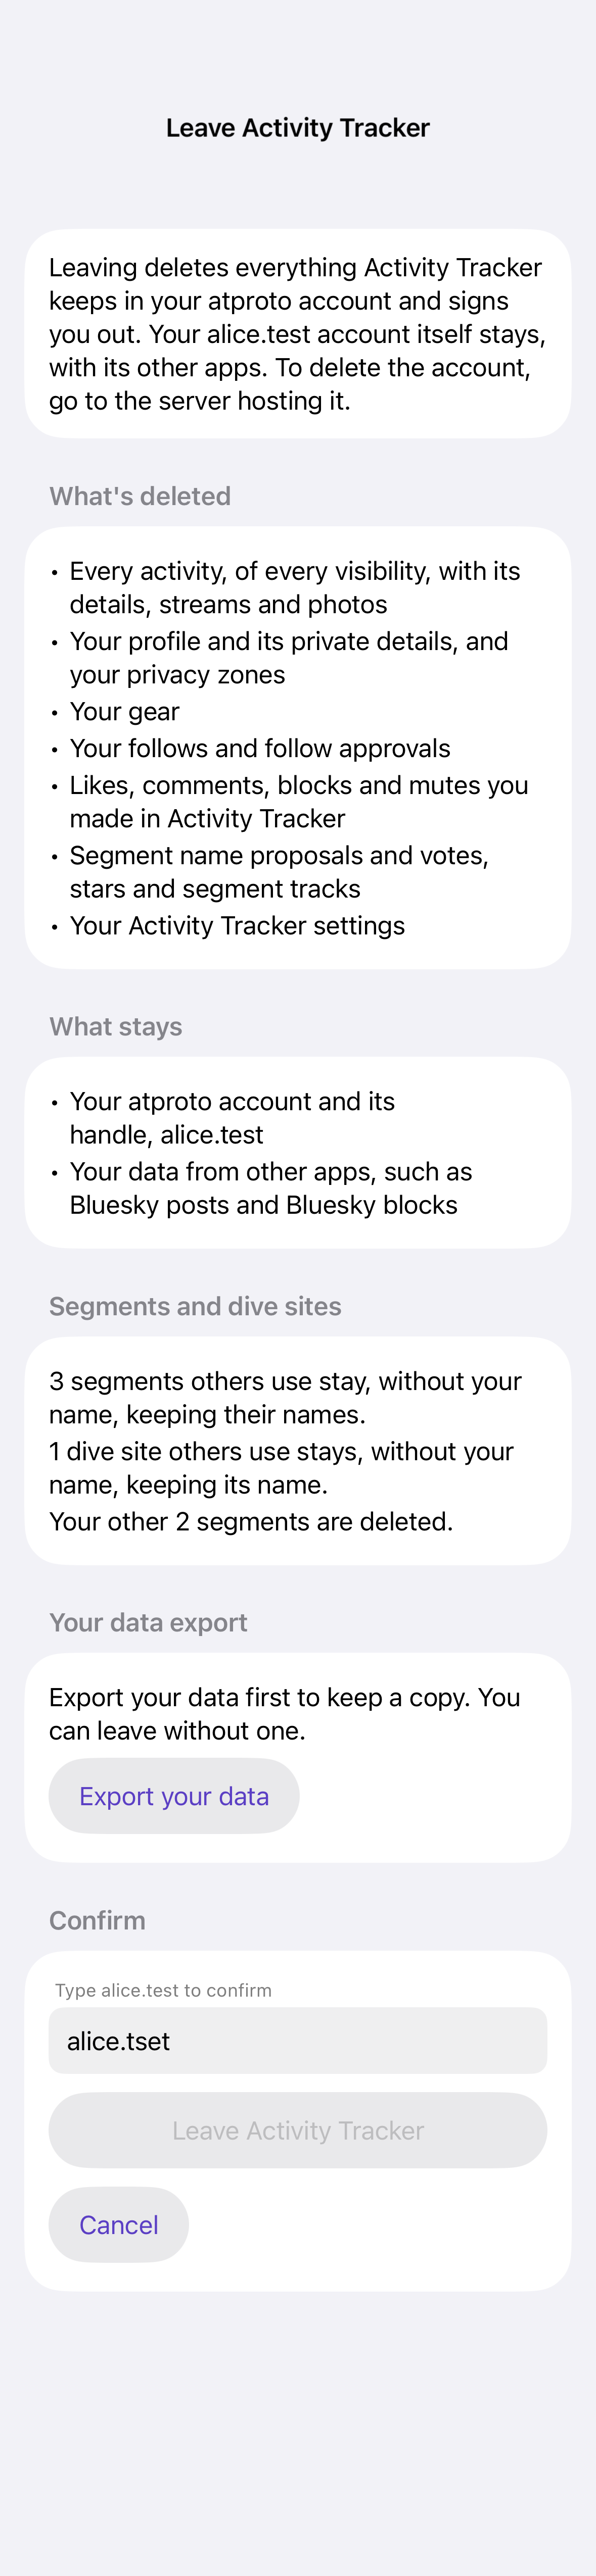 Leave Activity Tracker
Leaving deletes everything Activity Tracker
keeps in your atproto account and signs
you out. Your alice.test account itself stays,
with its other apps. To delete the account,
go to the server hosting it.
What's deleted
• Every activity, of every visibility, with its
details, streams and photos
• Your profile and its private details, and
your privacy zones
• Your gear
• Your follows and follow approvals
• Likes, comments, blocks and mutes you
made in Activity Tracker
• Segment name proposals and votes,
stars and segment tracks
• Your Activity Tracker settings
What stays
• Your atproto account and its
handle, alice.test
• Your data from other apps, such as
Bluesky posts and Bluesky blocks
Segments and dive sites
3 segments others use stay, without your
name, keeping their names.
1 dive site others use stays, without your
name, keeping its name.
Your other 2 segments are deleted.
Your data export
Export your data first to keep a copy. You
can leave without one.
Export your data
Confirm
Type alice.test to confirm
alice.tset
Leave Activity Tracker
Cancel